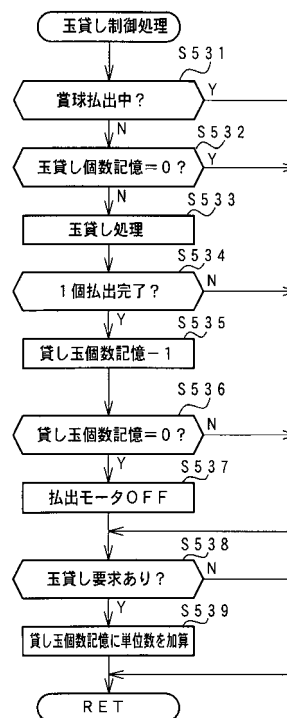 玉貸し制御処理
S531
賞球払出中?
Y
N
S532
玉貸し個数記憶=0?
Y
N
S533
玉貸し処理
S534
1個払出完了?
N
Y
S535
貸し玉個数記憶-1
S536
貸し玉個数記憶=0?
N
Y
S537
払出モータOFF
S538
玉貸し要求あり?
N
Y
S539
貸し玉個数記憶に単位数を加算
RET